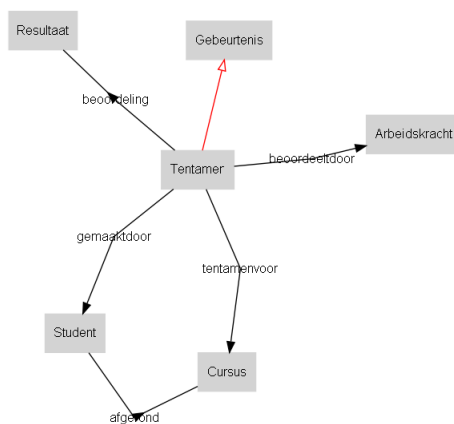 Resultaat
Gebeurtenis
beoordeling
Arbeidskracht
beoordeeltdoor
Tentamer
gemaaktdoor
tentamenvoor
Student
Cursus
afgerond